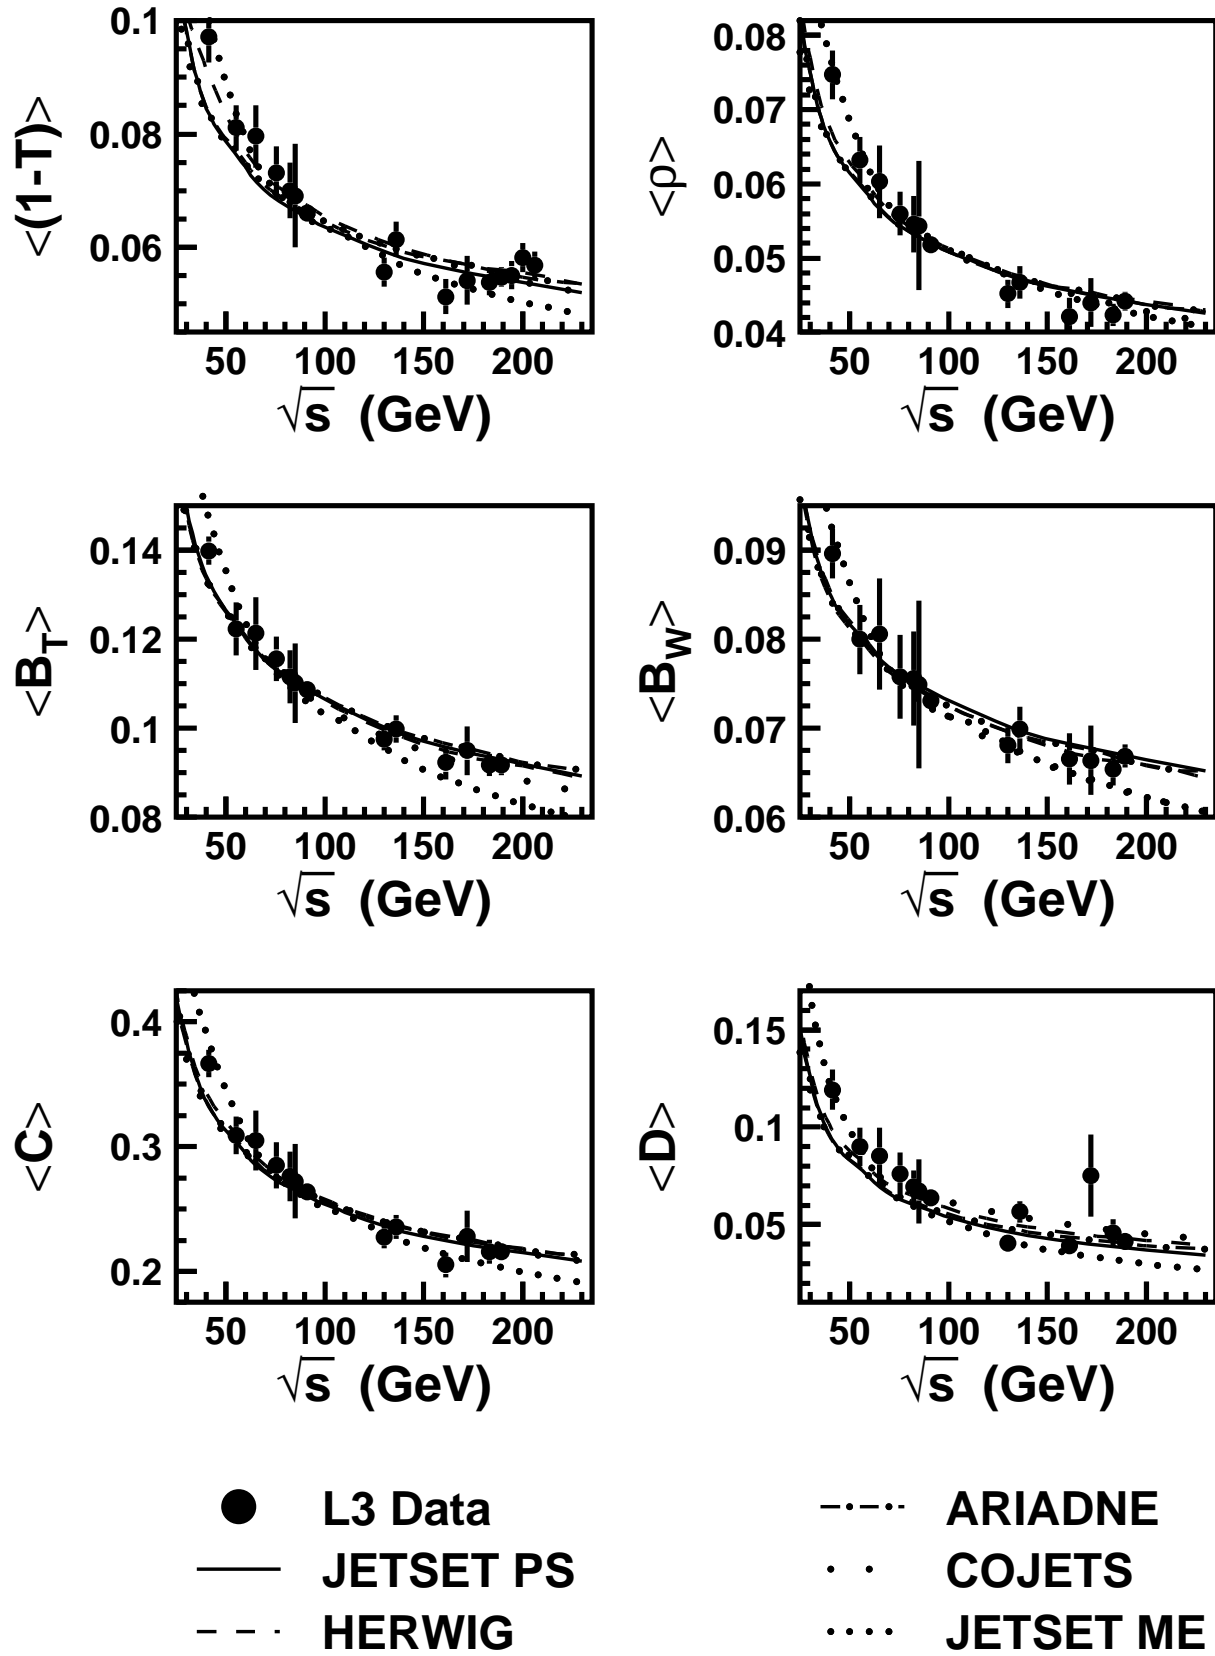 0.1
0.08
0.06
<(1-T)>
50 100 150 200
√s (GeV)
0.08
0.07
0.06
0.05
0.04
<ρ>
50 100 150 200
√s (GeV)
0.14
0.12
0.1
0.08
<B_T>
50 100 150 200
√s (GeV)
0.09
0.08
0.07
0.06
<B_W>
50 100 150 200
√s (GeV)
0.4
0.3
0.2
<C>
50 100 150 200
√s (GeV)
0.15
0.1
0.05
<D>
50 100 150 200
√s (GeV)
L3 Data
JETSET PS
HERWIG
ARIADNE
COJETS
JETSET ME